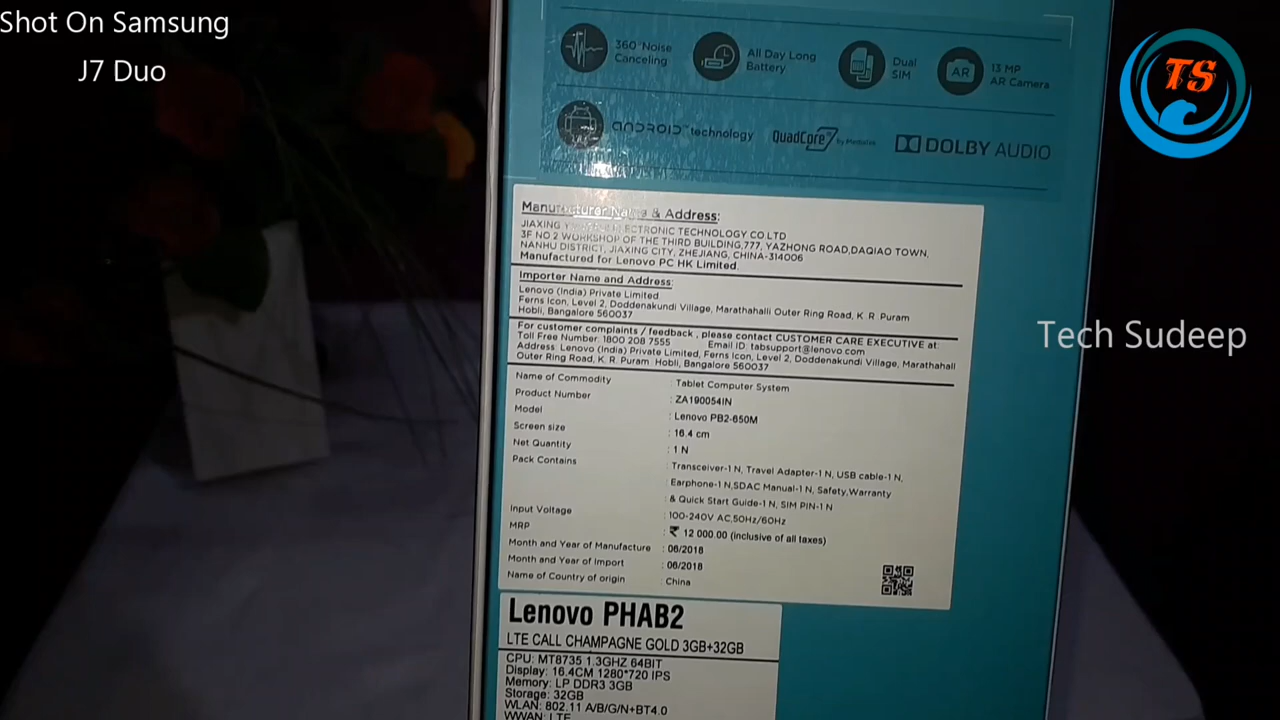 Shot On Samsung
J7 Duo
TS
Tech Sudeep
360° Noise
Canceling
All Day Long
Battery
Dual
SIM
AR
13 MP
AR Camera
ANDROID™ technology
QuadCore by MediaTek
DOLBY AUDIO
Manufacturer Name & Address:
JIAXING ELECTRONIC TECHNOLOGY CO.LTD
3F NO 2 WORKSHOP OF THE THIRD BUILDING,777, YAZHONG ROAD,DAQIAO TOWN,
NANHU DISTRICT, JIAXING CITY, ZHEJIANG, CHINA-314006
Manufactured for Lenovo PC HK Limited.
Importer Name and Address:
Lenovo (India) Private Limited
Ferns Icon, Level 2, Doddenakundi Village, Marathahalli Outer Ring Road, K. R. Puram
Hobli, Bangalore 560037
For customer complaints / feedback , please contact CUSTOMER CARE EXECUTIVE at:
Toll Free Number: 1800 208 7555 Email ID: tabsupport@lenovo.com
Address: Lenovo (India) Private Limited, Ferns Icon, Level 2, Doddenakundi Village, Marathahalli
Outer Ring Road, K. R. Puram Hobli, Bangalore 560037
Name of Commodity : Tablet Computer System
Product Number : ZA190054IN
Model : Lenovo PB2-650M
Screen size : 16.4 cm
Net Quantity : 1 N
Pack Contains : Transceiver-1 N, Travel Adapter-1 N, USB cable-1 N,
Earphone-1 N,SDAC Manual-1 N, Safety,Warranty
& Quick Start Guide-1 N, SIM PIN-1 N
Input Voltage : 100-240V AC,50Hz/60Hz
MRP : ₹ 12 000.00 (inclusive of all taxes)
Month and Year of Manufacture : 06/2018
Month and Year of Import : 06/2018
Name of Country of origin : China
Lenovo PHAB2
LTE CALL CHAMPAGNE GOLD 3GB+32GB
CPU: MT8735 1.3GHZ 64BIT
Display: 16.4CM 1280*720 IPS
Memory: LP DDR3 3GB
Storage: 32GB
WLAN: 802.11 A/B/G/N+BT4.0
WWAN: LTE